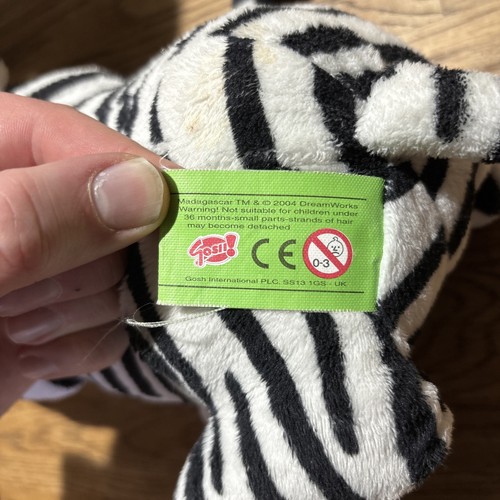 Madagascar TM & © 2004 DreamWorks
Warning! Not suitable for children under
36 months-small parts-strands of hair
may become detached
GOSH! CE 0-3
Gosh International PLC, SS13 1GS - UK